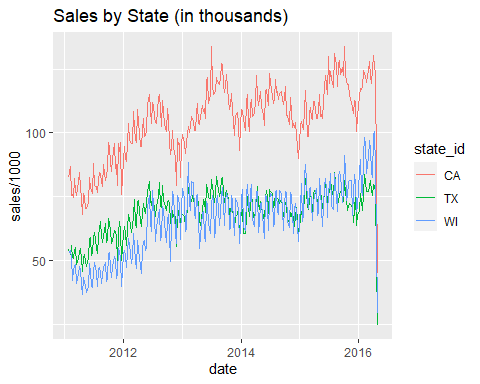 Sales by State (in thousands)
sales/1000
100
50
2012
2014
2016
date
state_id
CA
TX
WI